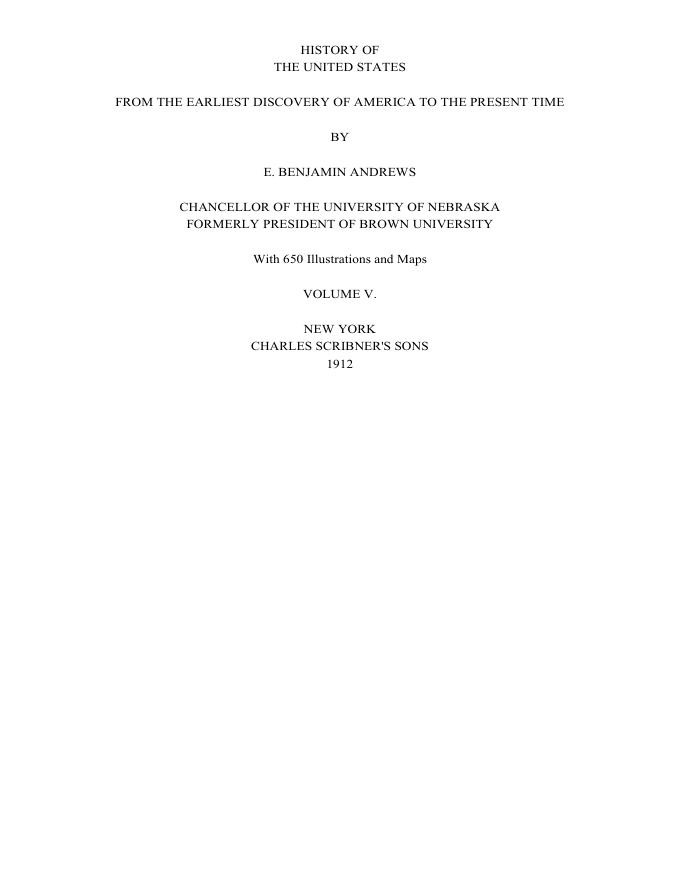 HISTORY OF
THE UNITED STATES
FROM THE EARLIEST DISCOVERY OF AMERICA TO THE PRESENT TIME
BY
E. BENJAMIN ANDREWS
CHANCELLOR OF THE UNIVERSITY OF NEBRASKA
FORMERLY PRESIDENT OF BROWN UNIVERSITY
With 650 Illustrations and Maps
VOLUME V.
NEW YORK
CHARLES SCRIBNER'S SONS
1912